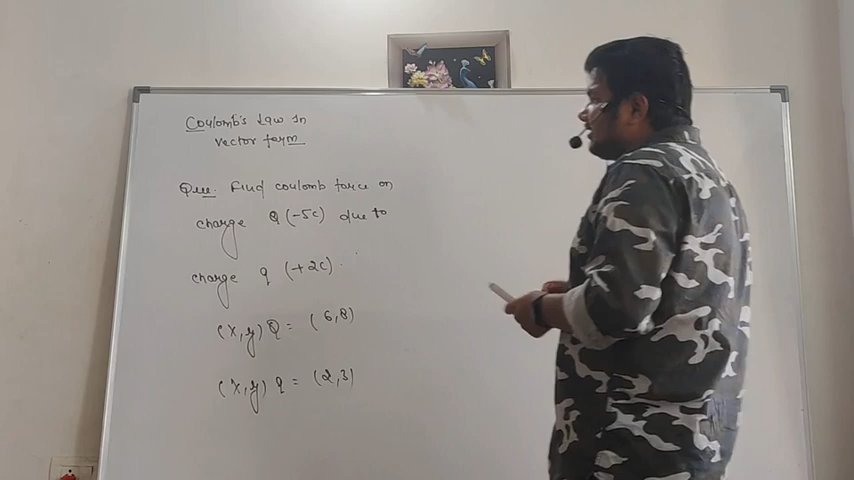 Coulomb's Law In
vector form
Que. Find coulomb force on
charge Q (-5c) due to
charge q (+2c).
(x,y) Q = (6,8)
(x,y) q = (2,3)